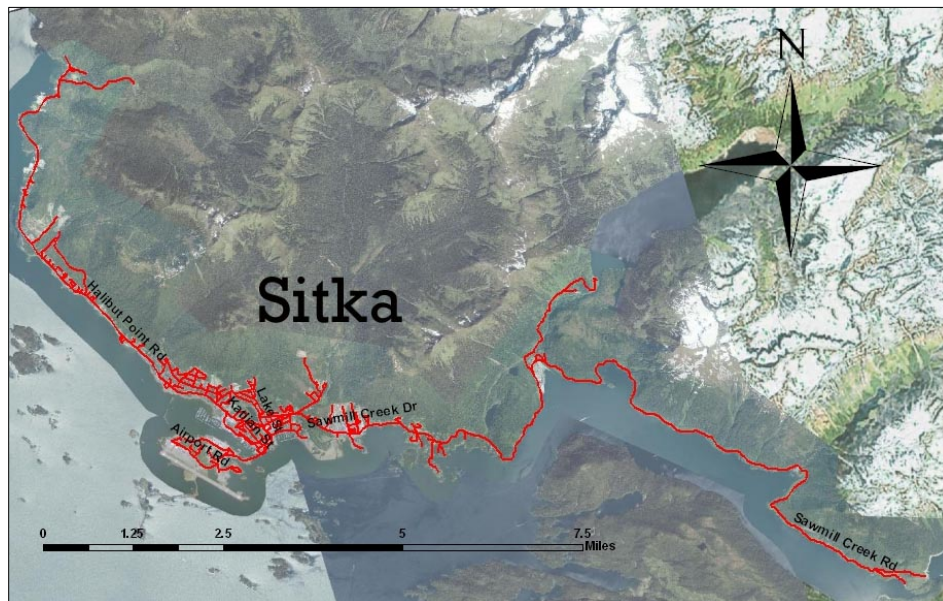 N
Sitka
Halibut Point Rd
Lake St
Katlian St
Sawmill Creek Dr
Airport Rd
Sawmill Creek Rd
0 1.25 2.5 5 7.5
Miles